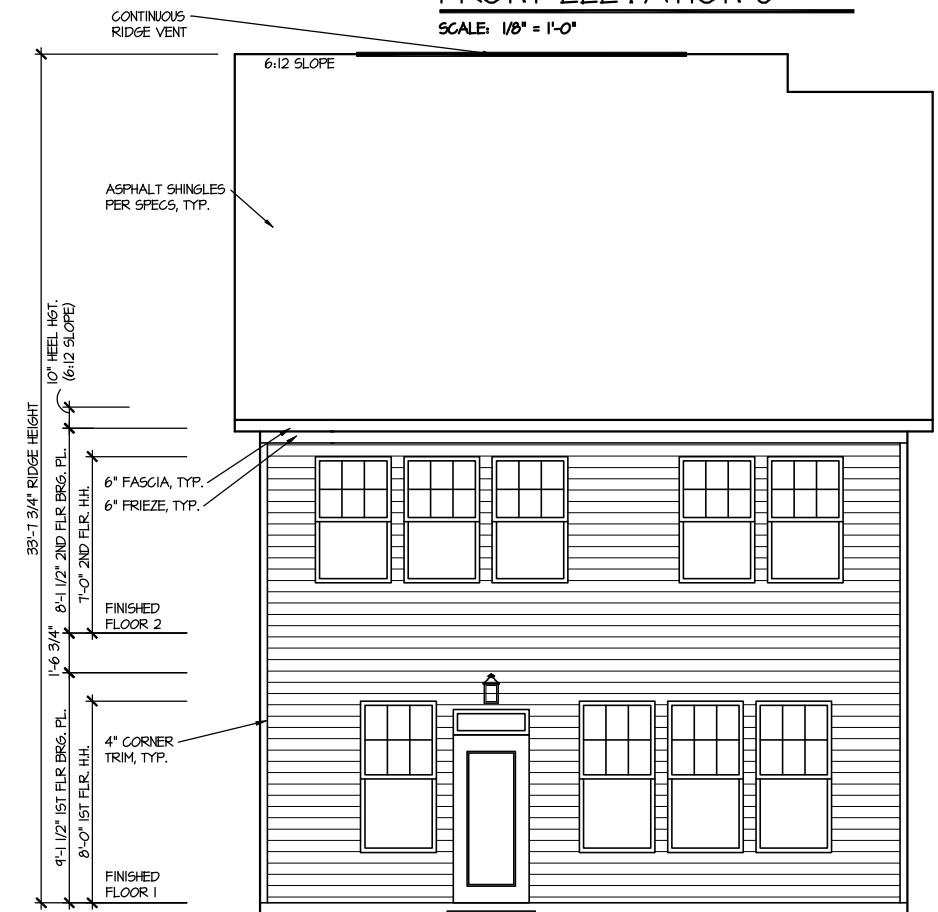 SCALE: 1/8" = 1'-0"
CONTINUOUS
RIDGE VENT
6:12 SLOPE
ASPHALT SHINGLES
PER SPECS, TYP.
10" HEEL HGT.
(6:12 SLOPE)
33'-7 3/4" RIDGE HEIGHT
8'-1 1/2" 2ND FLR BRG. PL.
7'-0" 2ND FLR. H.H.
6" FASCIA, TYP.
6" FRIEZE, TYP.
FINISHED
FLOOR 2
1'-6 3/4"
9'-1 1/2" 1ST FLR BRG. PL.
8'-0" 1ST FLR. H.H.
4" CORNER
TRIM, TYP.
FINISHED
FLOOR 1